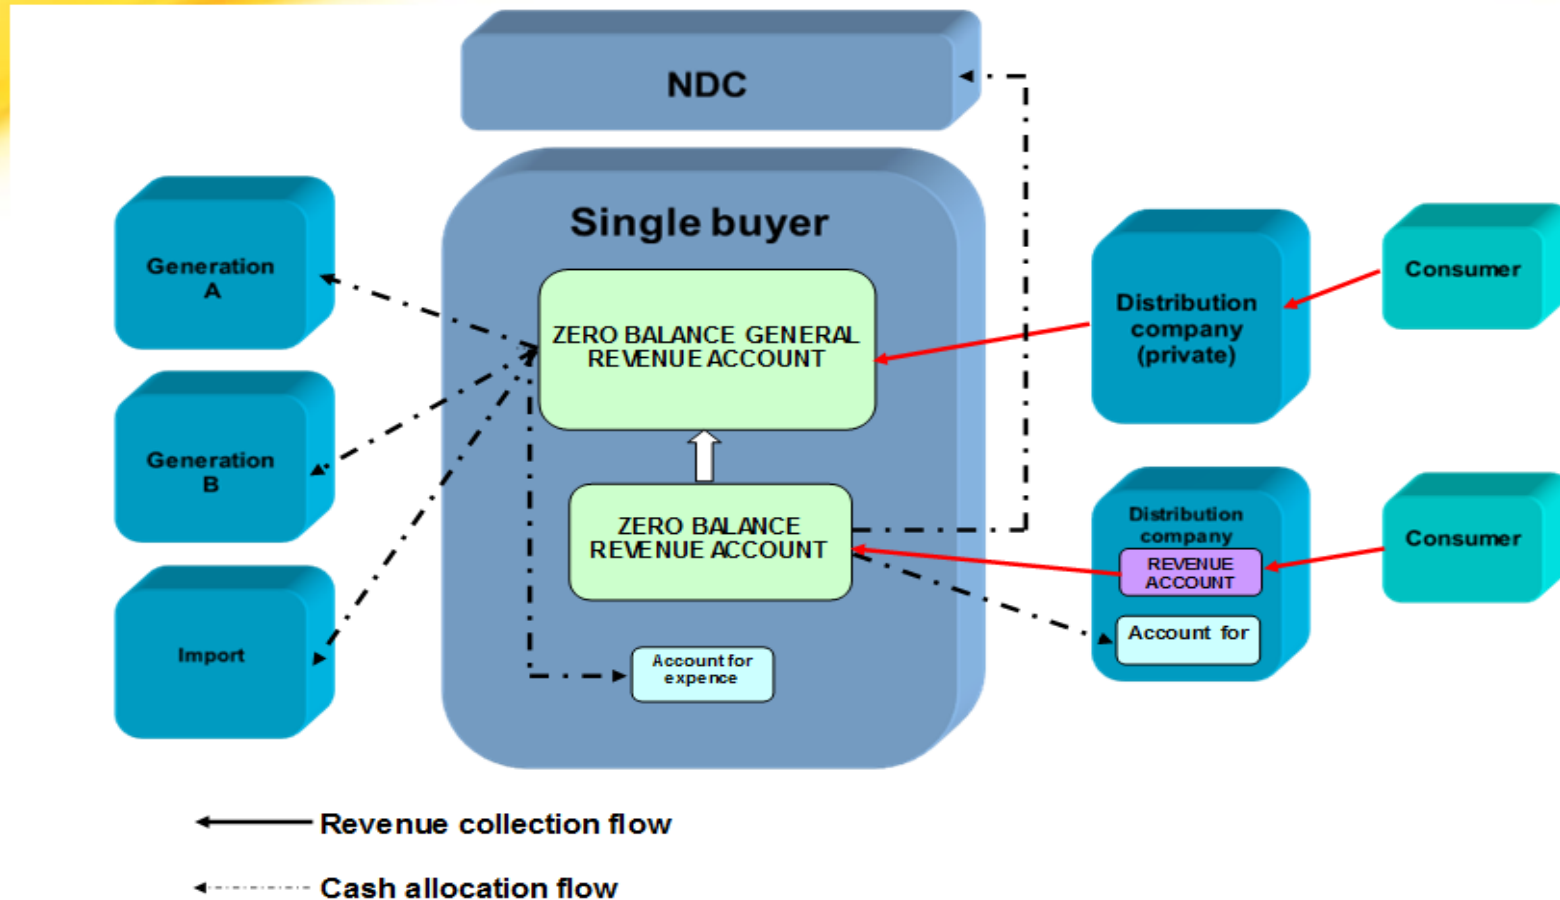 NDC
Single buyer
Generation
A
ZERO BALANCE GENERAL
REVENUE ACCOUNT
Distribution
company
(private)
Consumer
Generation
B
ZERO BALANCE
REVENUE ACCOUNT
Distribution
company
REVENUE
ACCOUNT
Account for
Consumer
Import
Account for
expence
Revenue collection flow
Cash allocation flow